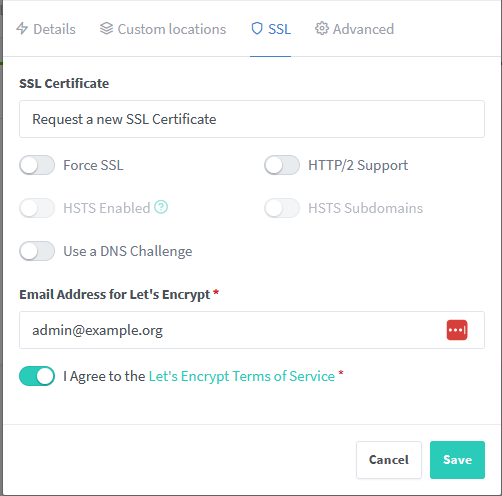 Details Custom locations SSL Advanced
SSL Certificate
Request a new SSL Certificate
Force SSL HTTP/2 Support
HSTS Enabled HSTS Subdomains
Use a DNS Challenge
Email Address for Let's Encrypt *
admin@example.org
I Agree to the Let's Encrypt Terms of Service *
Cancel Save